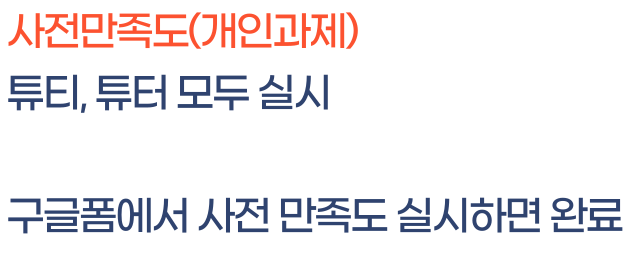 사전만족도(개인과제)
튜티, 튜터 모두 실시
구글폼에서 사전 만족도 실시하면 완료